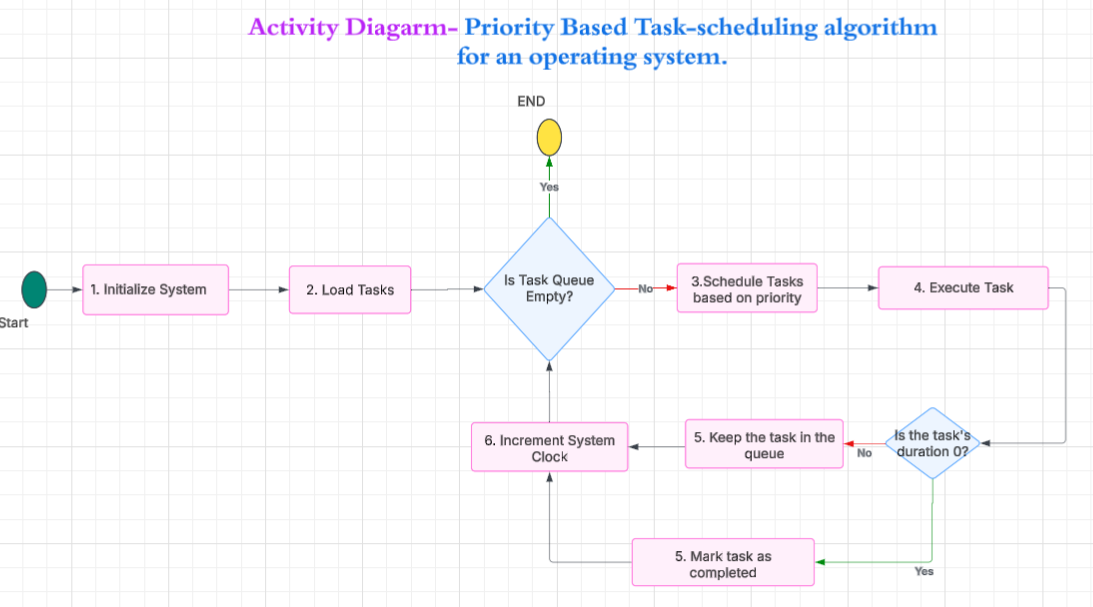 Activity Diagarm- Priority Based Task-scheduling algorithm
for an operating system.
END
Yes
Start
1. Initialize System
2. Load Tasks
Is Task Queue
Empty?
No
3.Schedule Tasks
based on priority
4. Execute Task
Is the task's
duration 0?
No
5. Keep the task in the
queue
6. Increment System
Clock
Yes
5. Mark task as
completed